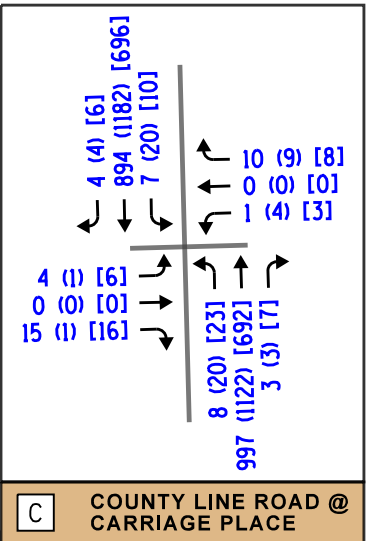 4 (4) [6]
894 (1182) [696]
7 (20) [10]
10 (9) [8]
0 (0) [0]
1 (4) [3]
4 (1) [6]
0 (0) [0]
15 (1) [16]
8 (20) [23]
997 (1122) [692]
3 (3) [7]
C
COUNTY LINE ROAD @
CARRIAGE PLACE